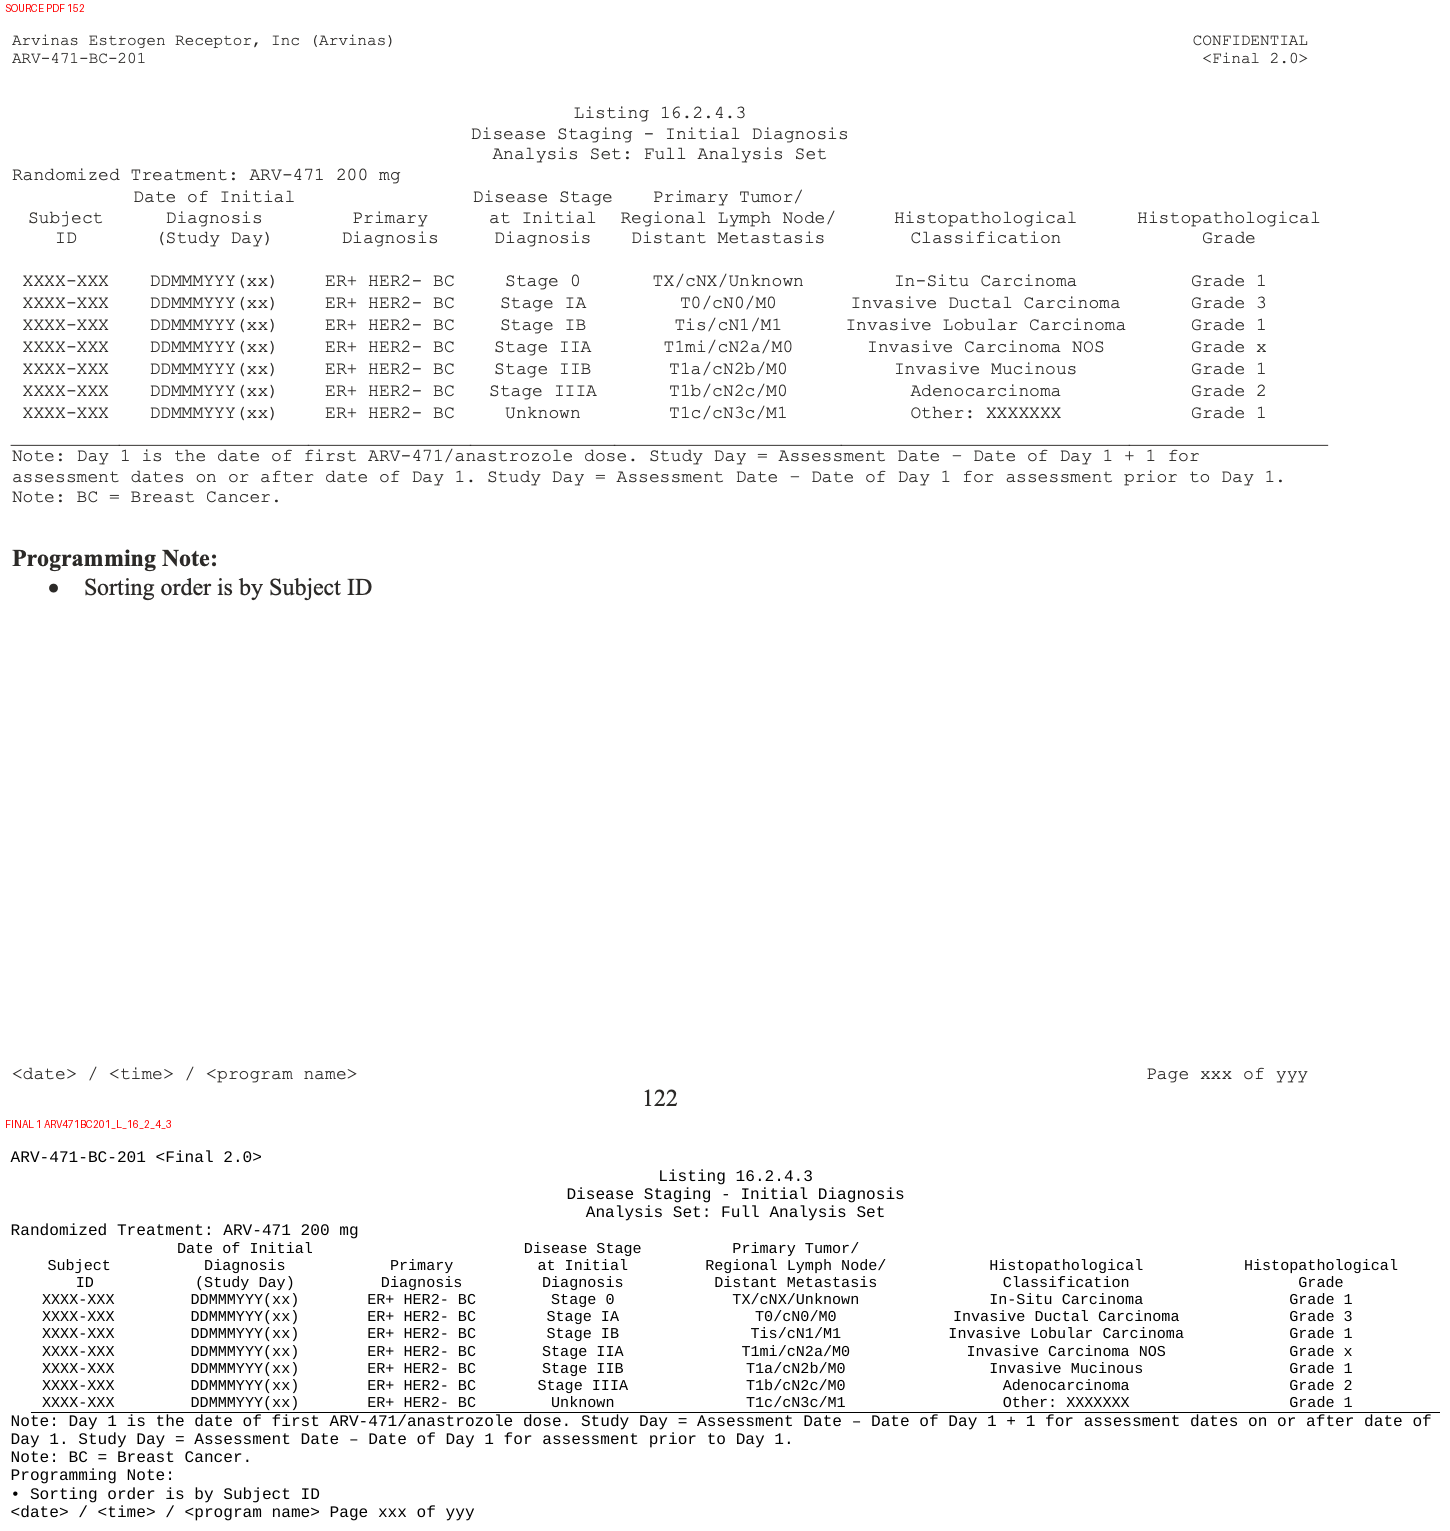 SOURCE PDF 152
Arvinas Estrogen Receptor, Inc (Arvinas) CONFIDENTIAL
ARV-471-BC-201 <Final 2.0>
Listing 16.2.4.3
Disease Staging - Initial Diagnosis
Analysis Set: Full Analysis Set
Randomized Treatment: ARV-471 200 mg
Date of Initial Disease Stage Primary Tumor/
Subject Diagnosis Primary at Initial Regional Lymph Node/ Histopathological Histopathological
ID (Study Day) Diagnosis Diagnosis Distant Metastasis Classification Grade
XXXX-XXX DDMMMYYY(xx) ER+ HER2- BC Stage 0 TX/cNX/Unknown In-Situ Carcinoma Grade 1
XXXX-XXX DDMMMYYY(xx) ER+ HER2- BC Stage IA T0/cN0/M0 Invasive Ductal Carcinoma Grade 3
XXXX-XXX DDMMMYYY(xx) ER+ HER2- BC Stage IB Tis/cN1/M1 Invasive Lobular Carcinoma Grade 1
XXXX-XXX DDMMMYYY(xx) ER+ HER2- BC Stage IIA T1mi/cN2a/M0 Invasive Carcinoma NOS Grade x
XXXX-XXX DDMMMYYY(xx) ER+ HER2- BC Stage IIB T1a/cN2b/M0 Invasive Mucinous Grade 1
XXXX-XXX DDMMMYYY(xx) ER+ HER2- BC Stage IIIA T1b/cN2c/M0 Adenocarcinoma Grade 2
XXXX-XXX DDMMMYYY(xx) ER+ HER2- BC Unknown T1c/cN3c/M1 Other: XXXXXXX Grade 1
Note: Day 1 is the date of first ARV-471/anastrozole dose. Study Day = Assessment Date – Date of Day 1 + 1 for
assessment dates on or after date of Day 1. Study Day = Assessment Date – Date of Day 1 for assessment prior to Day 1.
Note: BC = Breast Cancer.
Programming Note:
• Sorting order is by Subject ID
<date> / <time> / <program name> Page xxx of yyy
122
FINAL 1 ARV471BC201_L_16_2_4_3
ARV-471-BC-201 <Final 2.0>
Listing 16.2.4.3
Disease Staging - Initial Diagnosis
Analysis Set: Full Analysis Set
Randomized Treatment: ARV-471 200 mg
Date of Initial Disease Stage Primary Tumor/
Subject Diagnosis Primary at Initial Regional Lymph Node/ Histopathological Histopathological
ID (Study Day) Diagnosis Diagnosis Distant Metastasis Classification Grade
XXXX-XXX DDMMMYYY(xx) ER+ HER2- BC Stage 0 TX/cNX/Unknown In-Situ Carcinoma Grade 1
XXXX-XXX DDMMMYYY(xx) ER+ HER2- BC Stage IA T0/cN0/M0 Invasive Ductal Carcinoma Grade 3
XXXX-XXX DDMMMYYY(xx) ER+ HER2- BC Stage IB Tis/cN1/M1 Invasive Lobular Carcinoma Grade 1
XXXX-XXX DDMMMYYY(xx) ER+ HER2- BC Stage IIA T1mi/cN2a/M0 Invasive Carcinoma NOS Grade x
XXXX-XXX DDMMMYYY(xx) ER+ HER2- BC Stage IIB T1a/cN2b/M0 Invasive Mucinous Grade 1
XXXX-XXX DDMMMYYY(xx) ER+ HER2- BC Stage IIIA T1b/cN2c/M0 Adenocarcinoma Grade 2
XXXX-XXX DDMMMYYY(xx) ER+ HER2- BC Unknown T1c/cN3c/M1 Other: XXXXXXX Grade 1
Note: Day 1 is the date of first ARV-471/anastrozole dose. Study Day = Assessment Date – Date of Day 1 + 1 for assessment dates on or after date of
Day 1. Study Day = Assessment Date – Date of Day 1 for assessment prior to Day 1.
Note: BC = Breast Cancer.
Programming Note:
• Sorting order is by Subject ID
<date> / <time> / <program name> Page xxx of yyy